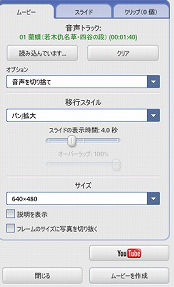 ムービー スライド クリップ(0 個)
音声トラック:
01 蘭蝶(若木仇名草・四谷の段) (00:01:40)
読み込んでいます... クリア
オプション
音声を切り捨て
移行スタイル
パン/拡大
スライドの表示時間: 4.0 秒
オーバーラップ: 100%
サイズ
640×480
説明を表示
フレームのサイズに写真を切り抜く
YouTube
閉じる ムービーを作成